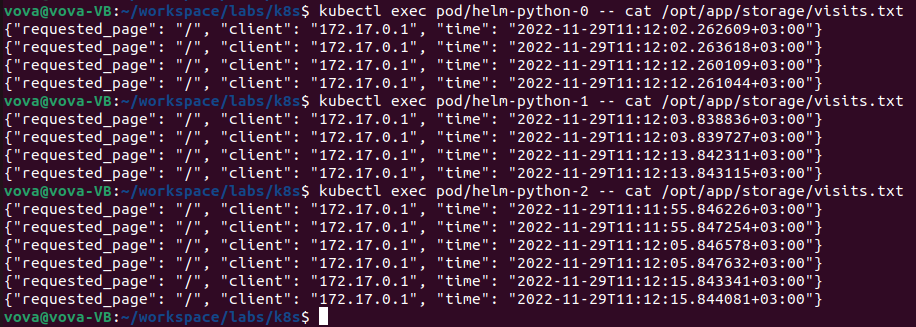 vova@vova-VB:~/workspace/labs/k8s$ kubectl exec pod/helm-python-0 -- cat /opt/app/storage/visits.txt
{"requested_page": "/", "client": "172.17.0.1", "time": "2022-11-29T11:12:02.262609+03:00"}
{"requested_page": "/", "client": "172.17.0.1", "time": "2022-11-29T11:12:02.263618+03:00"}
{"requested_page": "/", "client": "172.17.0.1", "time": "2022-11-29T11:12:12.260109+03:00"}
{"requested_page": "/", "client": "172.17.0.1", "time": "2022-11-29T11:12:12.261044+03:00"}
vova@vova-VB:~/workspace/labs/k8s$ kubectl exec pod/helm-python-1 -- cat /opt/app/storage/visits.txt
{"requested_page": "/", "client": "172.17.0.1", "time": "2022-11-29T11:12:03.838836+03:00"}
{"requested_page": "/", "client": "172.17.0.1", "time": "2022-11-29T11:12:03.839727+03:00"}
{"requested_page": "/", "client": "172.17.0.1", "time": "2022-11-29T11:12:13.842311+03:00"}
{"requested_page": "/", "client": "172.17.0.1", "time": "2022-11-29T11:12:13.843115+03:00"}
vova@vova-VB:~/workspace/labs/k8s$ kubectl exec pod/helm-python-2 -- cat /opt/app/storage/visits.txt
{"requested_page": "/", "client": "172.17.0.1", "time": "2022-11-29T11:11:55.846226+03:00"}
{"requested_page": "/", "client": "172.17.0.1", "time": "2022-11-29T11:11:55.847254+03:00"}
{"requested_page": "/", "client": "172.17.0.1", "time": "2022-11-29T11:12:05.846578+03:00"}
{"requested_page": "/", "client": "172.17.0.1", "time": "2022-11-29T11:12:05.847632+03:00"}
{"requested_page": "/", "client": "172.17.0.1", "time": "2022-11-29T11:12:15.843341+03:00"}
{"requested_page": "/", "client": "172.17.0.1", "time": "2022-11-29T11:12:15.844081+03:00"}
vova@vova-VB:~/workspace/labs/k8s$